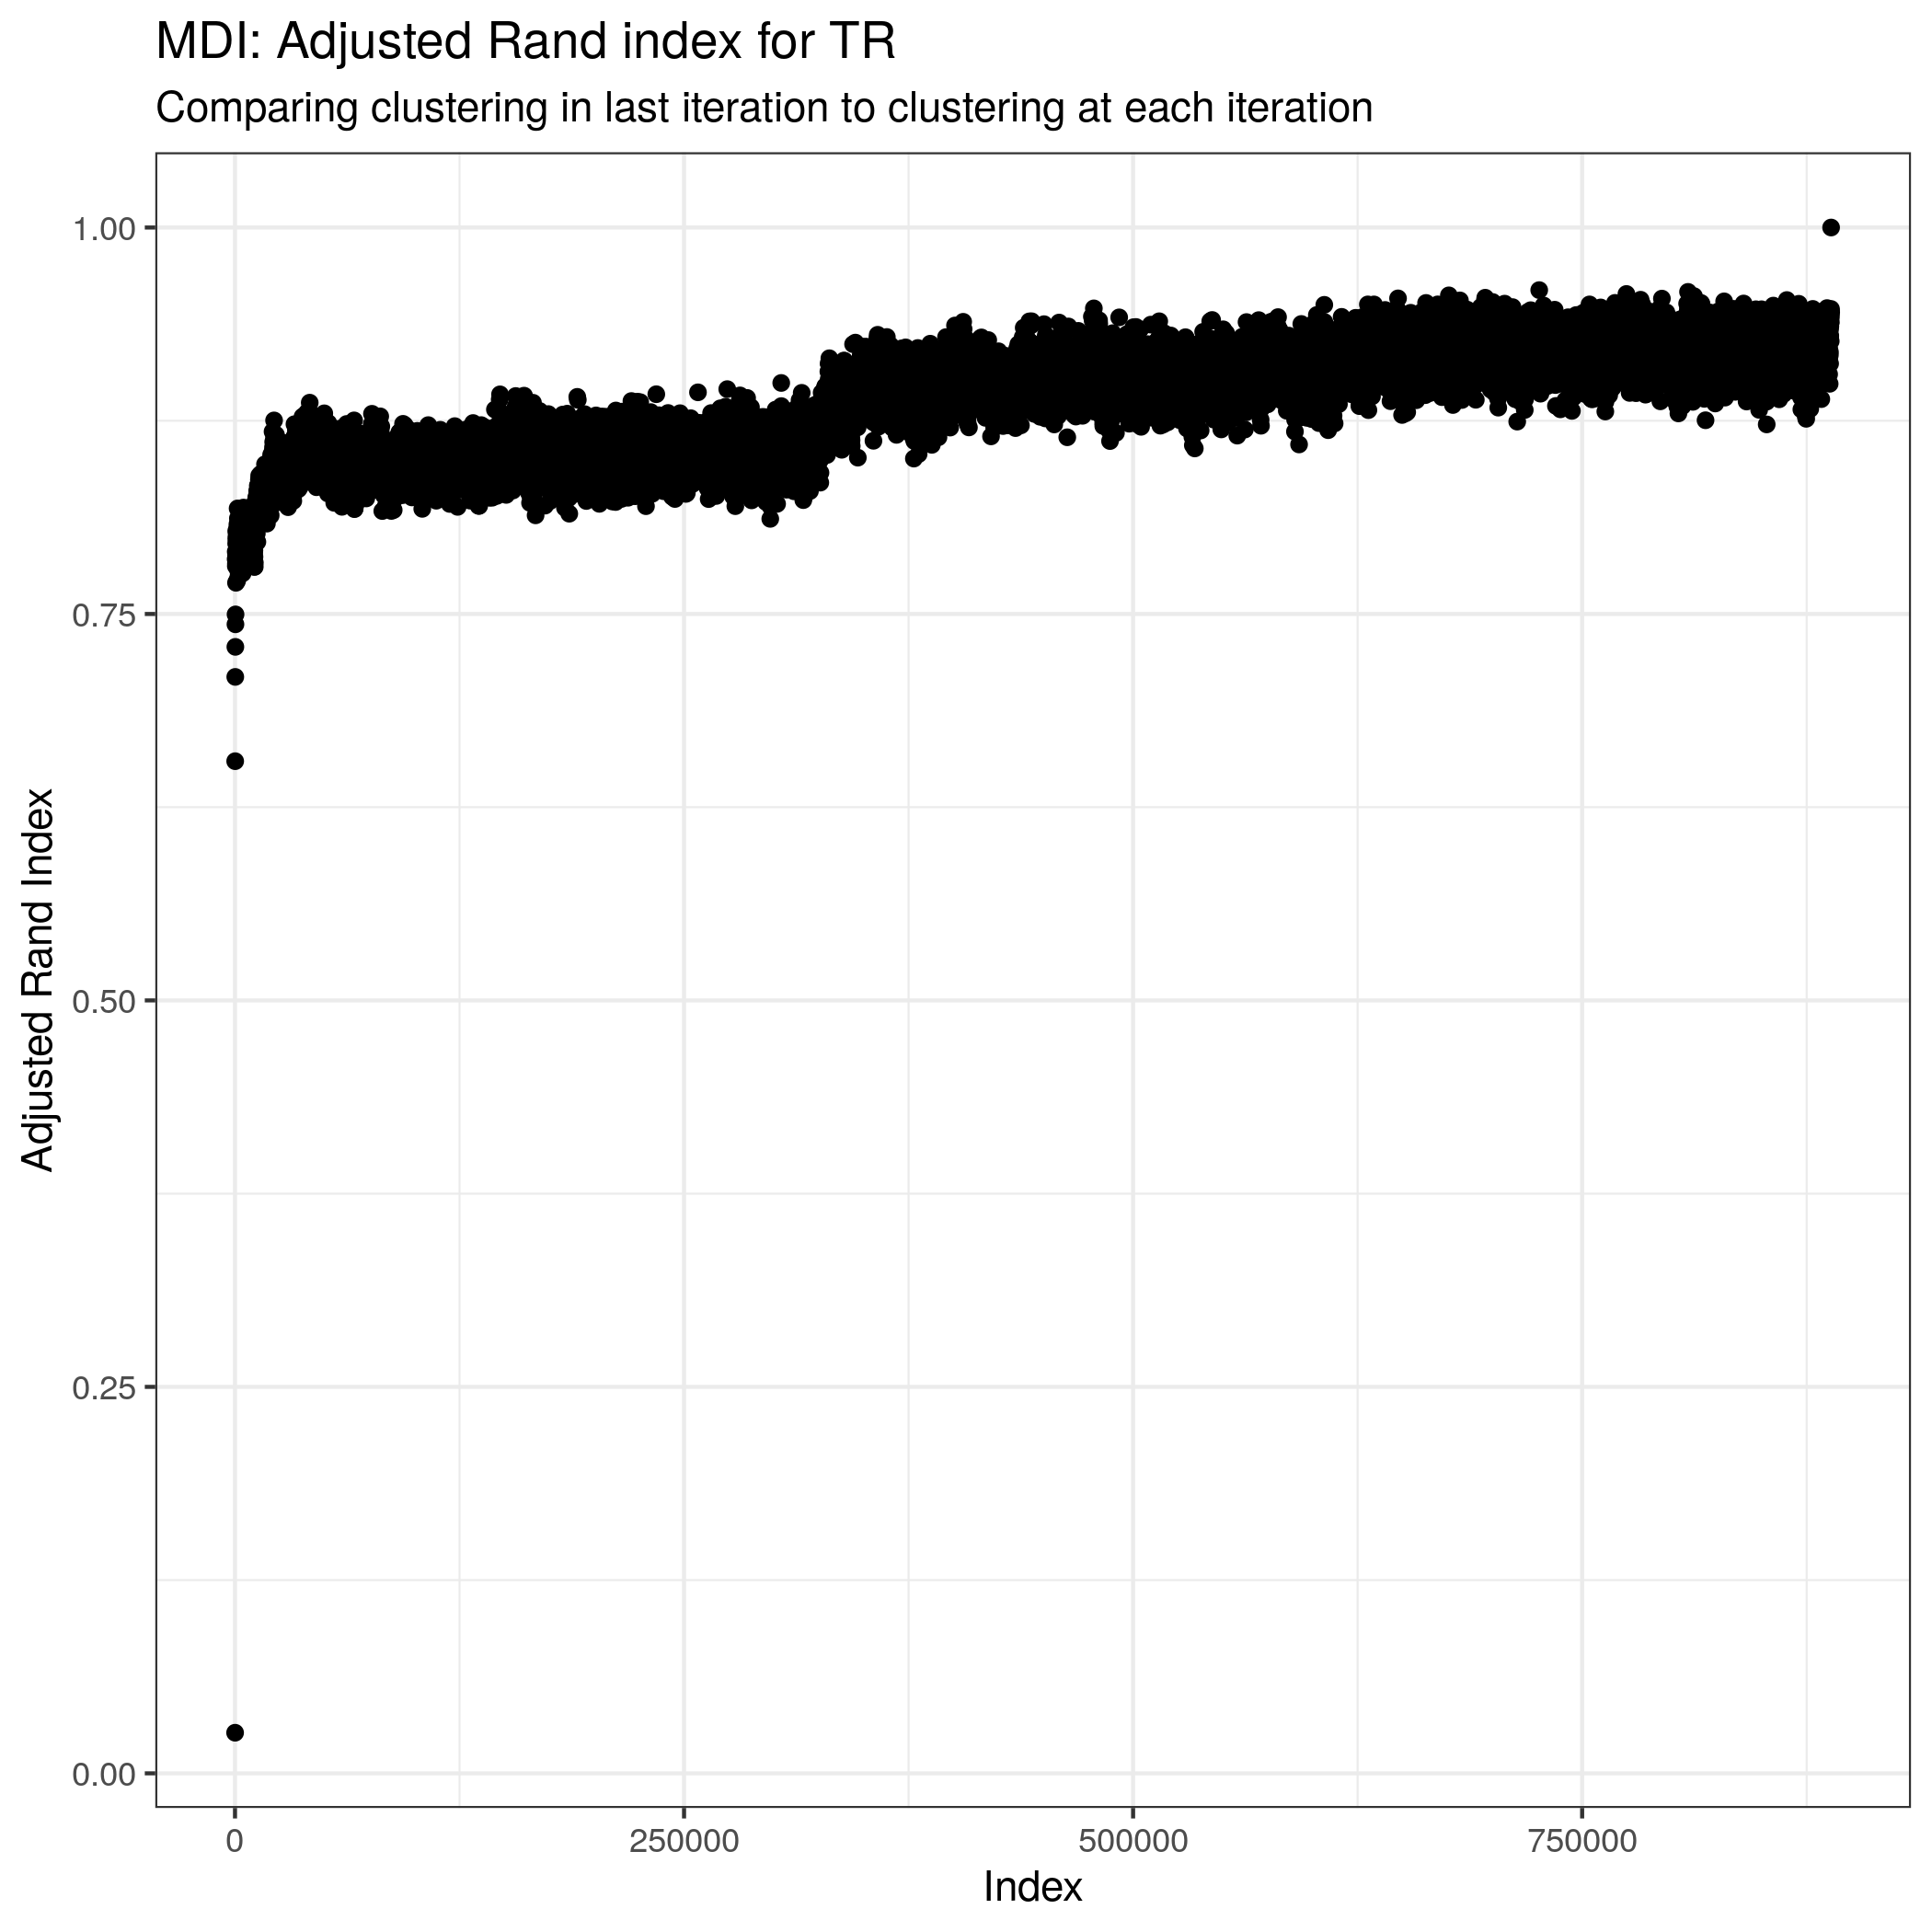 MDI: Adjusted Rand index for TR
Comparing clustering in last iteration to clustering at each iteration
Adjusted Rand Index
1.00
0.75
0.50
0.25
0.00
0 250000 500000 750000
Index